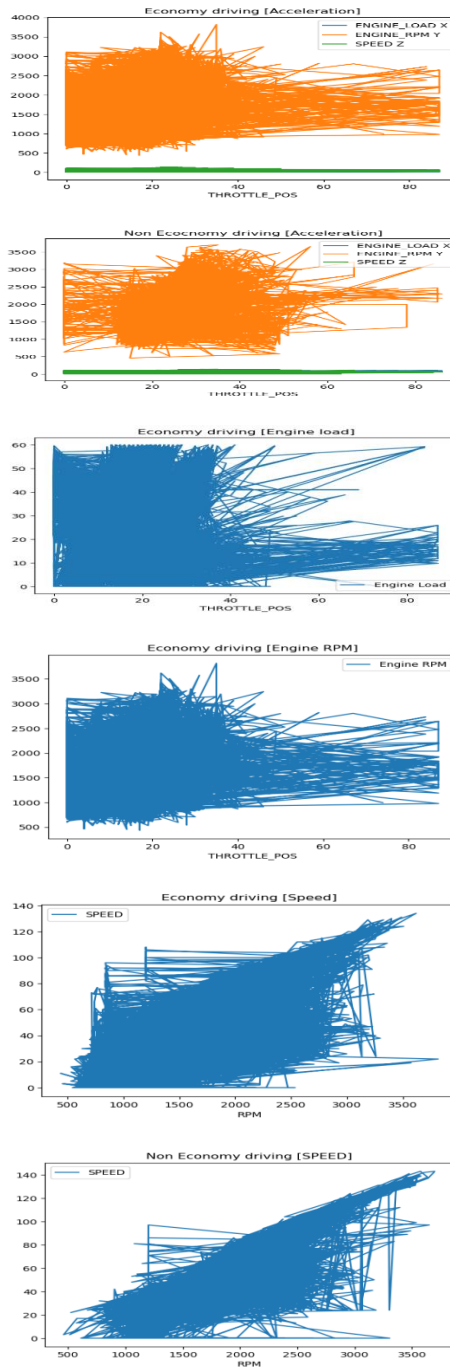 Economy driving [Acceleration]
4000
3500
3000
2500
2000
1500
1000
500
0
ENGINE_LOAD X
ENGINE_RPM Y
SPEED Z
0 20 40 60 80
THROTTLE_POS
Non Ecocnomy driving [Acceleration]
3500
3000
2500
2000
1500
1000
500
0
ENGINE_LOAD X
ENGINE_RPM Y
SPEED Z
0 20 40 60 80
THROTTLE_POS
Economy driving [Engine load]
60
50
40
30
20
10
0
Engine Load
0 20 40 60 80
THROTTLE_POS
Economy driving [Engine RPM]
Engine RPM
3500
3000
2500
2000
1500
1000
500
0 20 40 60 80
THROTTLE_POS
Economy driving [Speed]
SPEED
140
120
100
80
60
40
20
0
500 1000 1500 2000 2500 3000 3500
RPM
Non Economy driving [SPEED]
SPEED
140
120
100
80
60
40
20
0
500 1000 1500 2000 2500 3000 3500
RPM